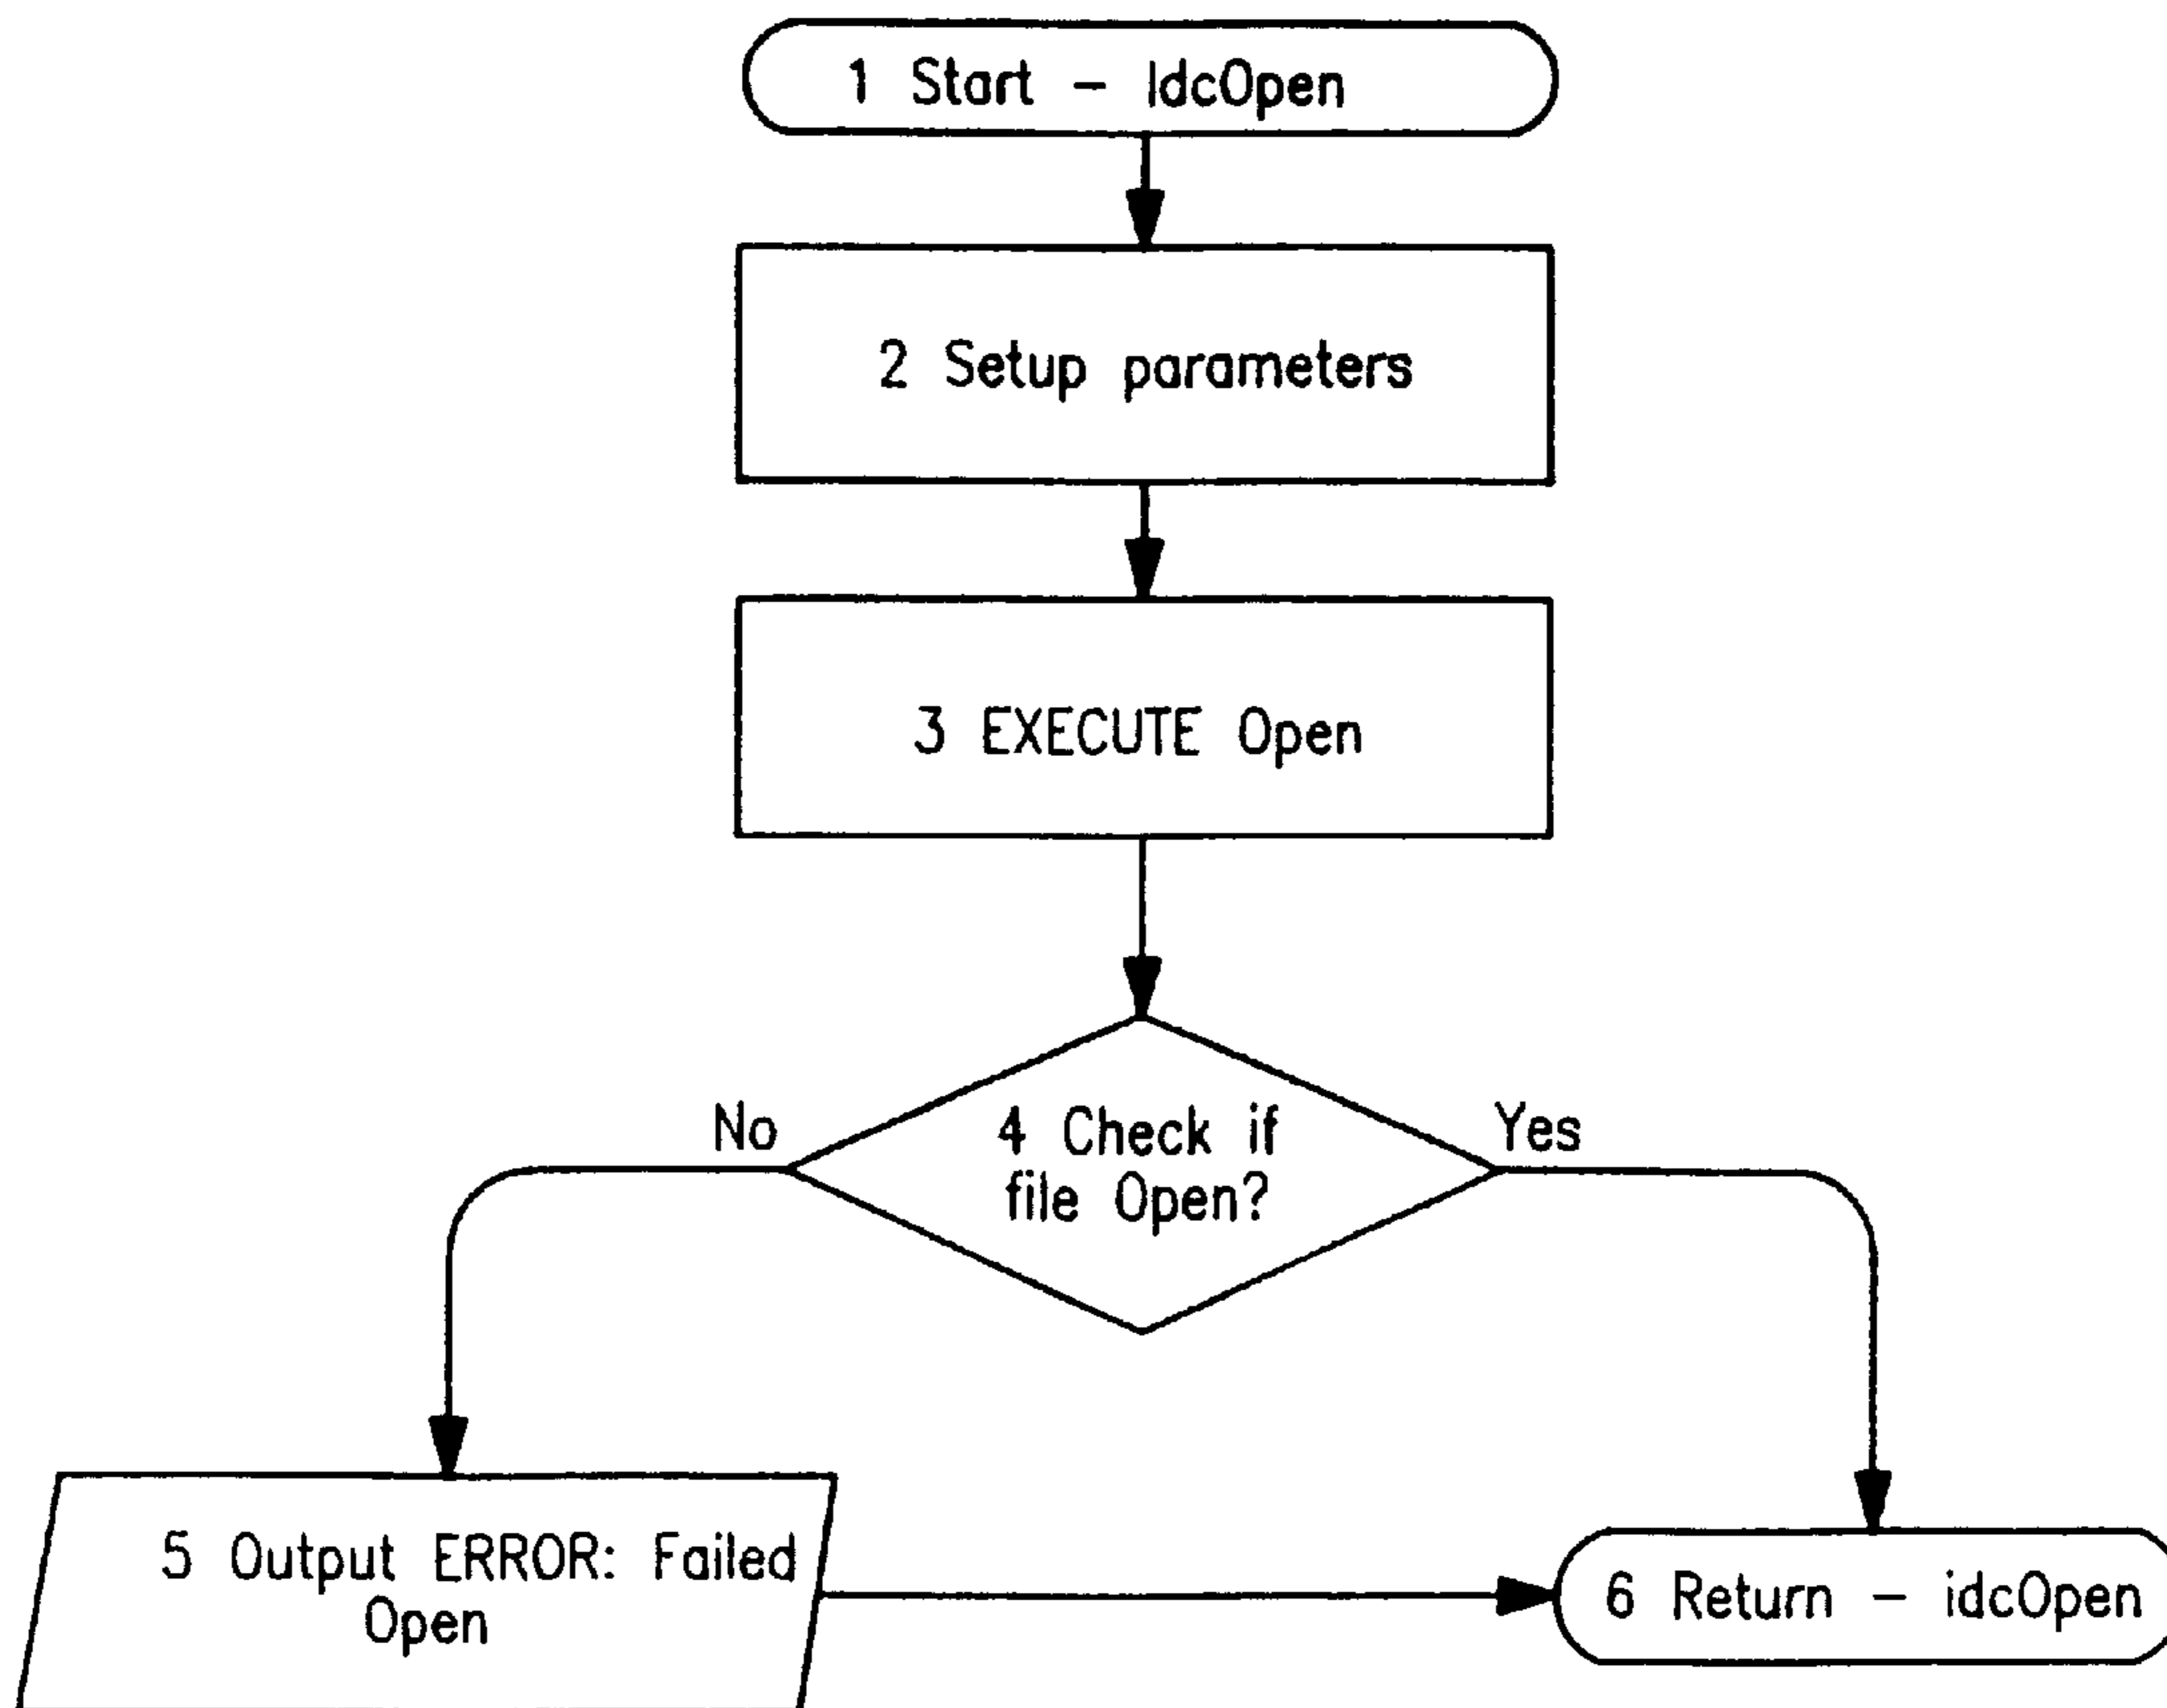 1 Start - IdcOpen
2 Setup parameters
3 EXECUTE Open
No
4 Check if
file Open?
Yes
5 Output ERROR: Failed
Open
6 Return - idcOpen